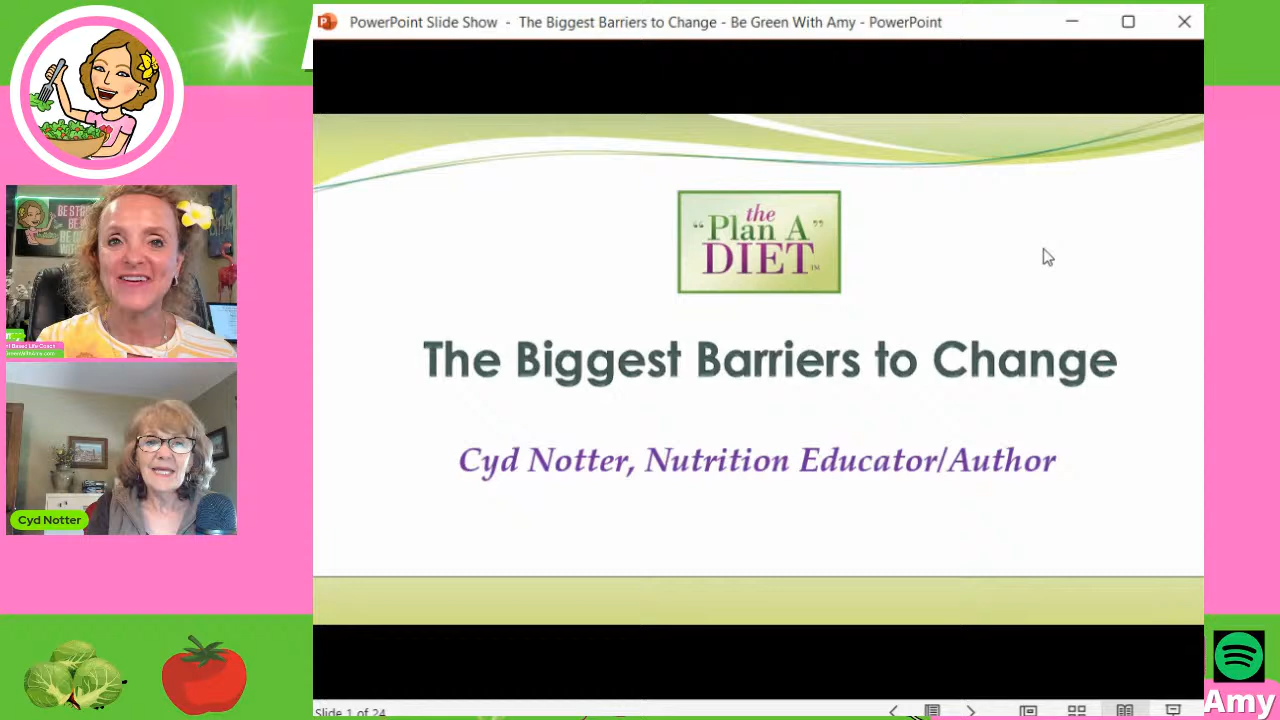 PowerPoint Slide Show - The Biggest Barriers to Change - Be Green With Amy - PowerPoint
the
“Plan A”
DIET™
The Biggest Barriers to Change
Cyd Notter, Nutrition Educator/Author
Cyd Notter
Slide 1 of 24
Amy